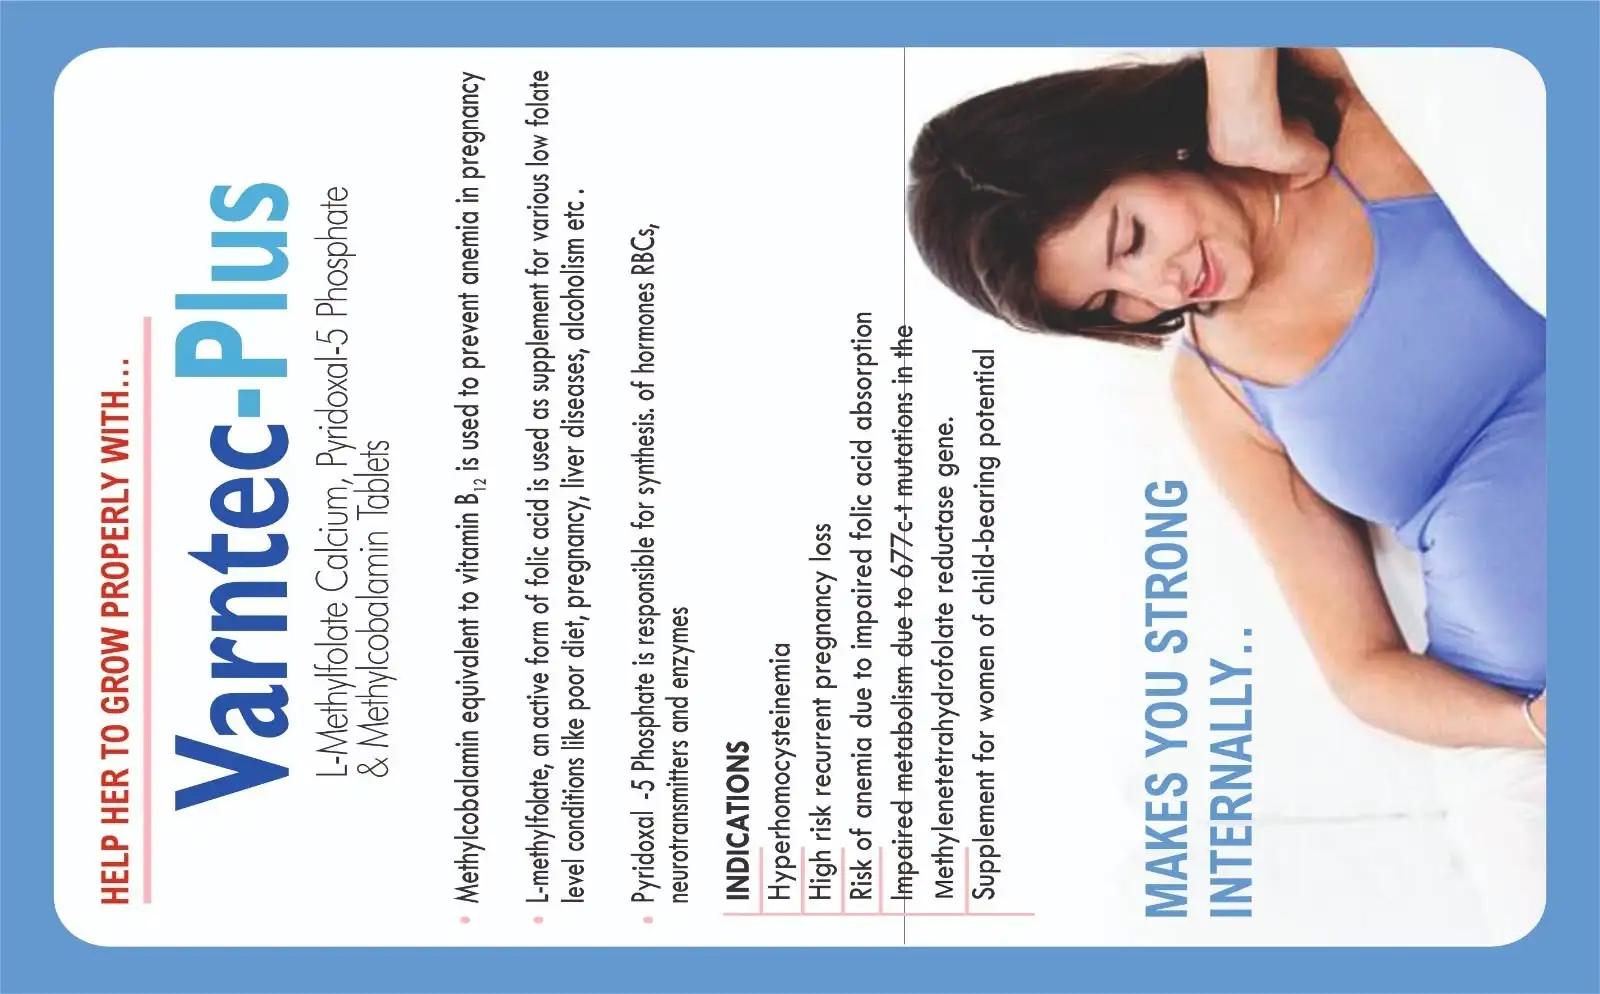 HELP HER TO GROW PROPERLY WITH...
Varntec-Plus
L-Methylfolate Calcium, Pyridoxal-5 Phosphate
& Methylcobalamin Tablets
• Methylcobalamin equivalent to vitamin B12 is used to prevent anemia in pregnancy
• L-methylfolate, an active form of folic acid is used as supplement for various low folate
level conditions like poor diet, pregnancy, liver diseases, alcoholism etc .
• Pyridoxal -5 Phosphate is responsible for synthesis. of hormones RBCs,
neurotransmitters and enzymes
INDICATIONS
Hyperhomocysteinemia
High risk recurrent pregnancy loss
Risk of anemia due to impaired folic acid absorption
Impaired metabolism due to 677c-t mutations in the
Methylenetetrahydrofolate reductase gene.
Supplement for women of child-bearing potential
MAKES YOU STRONG
INTERNALLY..